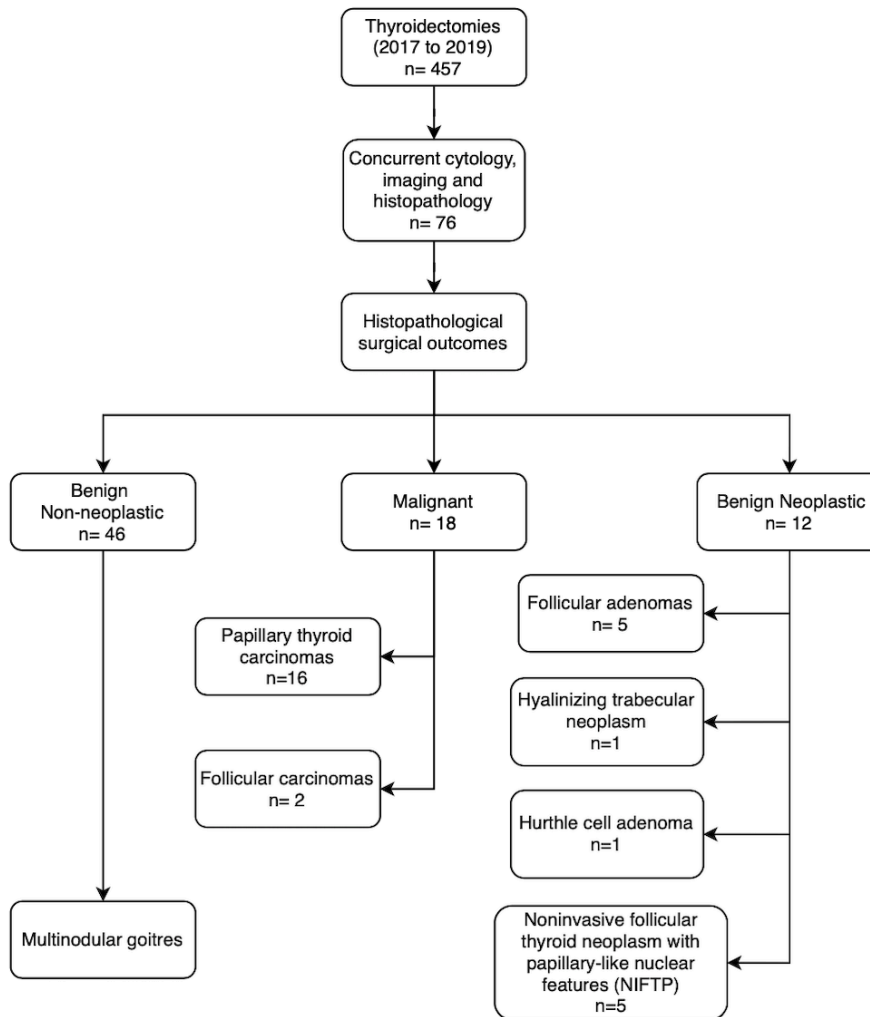 Thyroidectomies
(2017 to 2019)
n= 457
Concurrent cytology,
imaging and
histopathology
n= 76
Histopathological
surgical outcomes
Benign
Non-neoplastic
n= 46
Malignant
n= 18
Benign Neoplastic
n= 12
Papillary thyroid
carcinomas
n=16
Follicular carcinomas
n= 2
Multinodular goitres
Follicular adenomas
n= 5
Hyalinizing trabecular
neoplasm
n=1
Hurthle cell adenoma
n=1
Noninvasive follicular
thyroid neoplasm with
papillary-like nuclear
features (NIFTP)
n=5